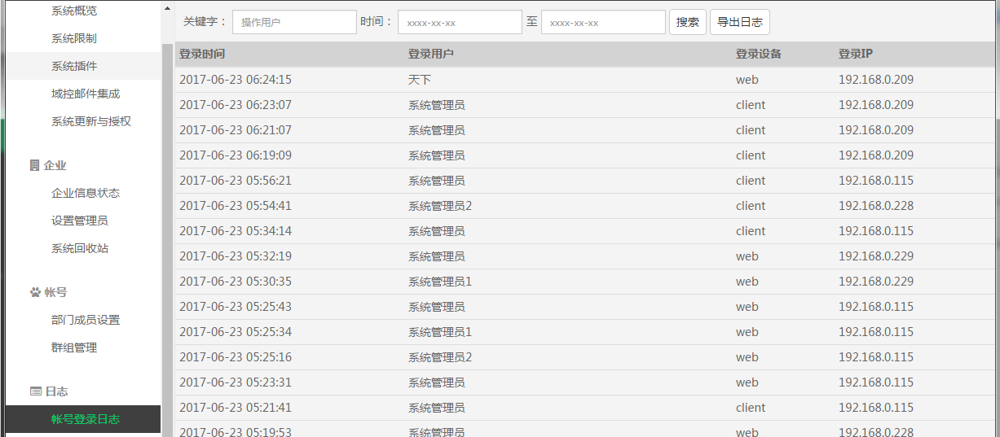 系统概览
系统限制
系统插件
域控邮件集成
系统更新与授权
企业
企业信息状态
设置管理员
系统回收站
帐号
部门成员设置
群组管理
日志
帐号登录日志
关键字： 操作用户 时间： xxxx-xx-xx 至 xxxx-xx-xx 搜索 导出日志
登录时间 登录用户 登录设备 登录IP
2017-06-23 06:24:15 天下 web 192.168.0.209
2017-06-23 06:23:07 系统管理员 client 192.168.0.209
2017-06-23 06:21:07 系统管理员 client 192.168.0.209
2017-06-23 06:19:09 系统管理员 client 192.168.0.209
2017-06-23 05:56:21 系统管理员 client 192.168.0.115
2017-06-23 05:54:41 系统管理员2 client 192.168.0.228
2017-06-23 05:34:14 系统管理员 client 192.168.0.115
2017-06-23 05:32:19 系统管理员 web 192.168.0.229
2017-06-23 05:30:35 系统管理员1 web 192.168.0.229
2017-06-23 05:25:43 系统管理员 web 192.168.0.115
2017-06-23 05:25:34 系统管理员1 web 192.168.0.115
2017-06-23 05:25:16 系统管理员2 web 192.168.0.115
2017-06-23 05:23:31 系统管理员 web 192.168.0.115
2017-06-23 05:21:41 系统管理员 client 192.168.0.115
2017-06-23 05:19:53 系统管理员 web 192.168.0.228